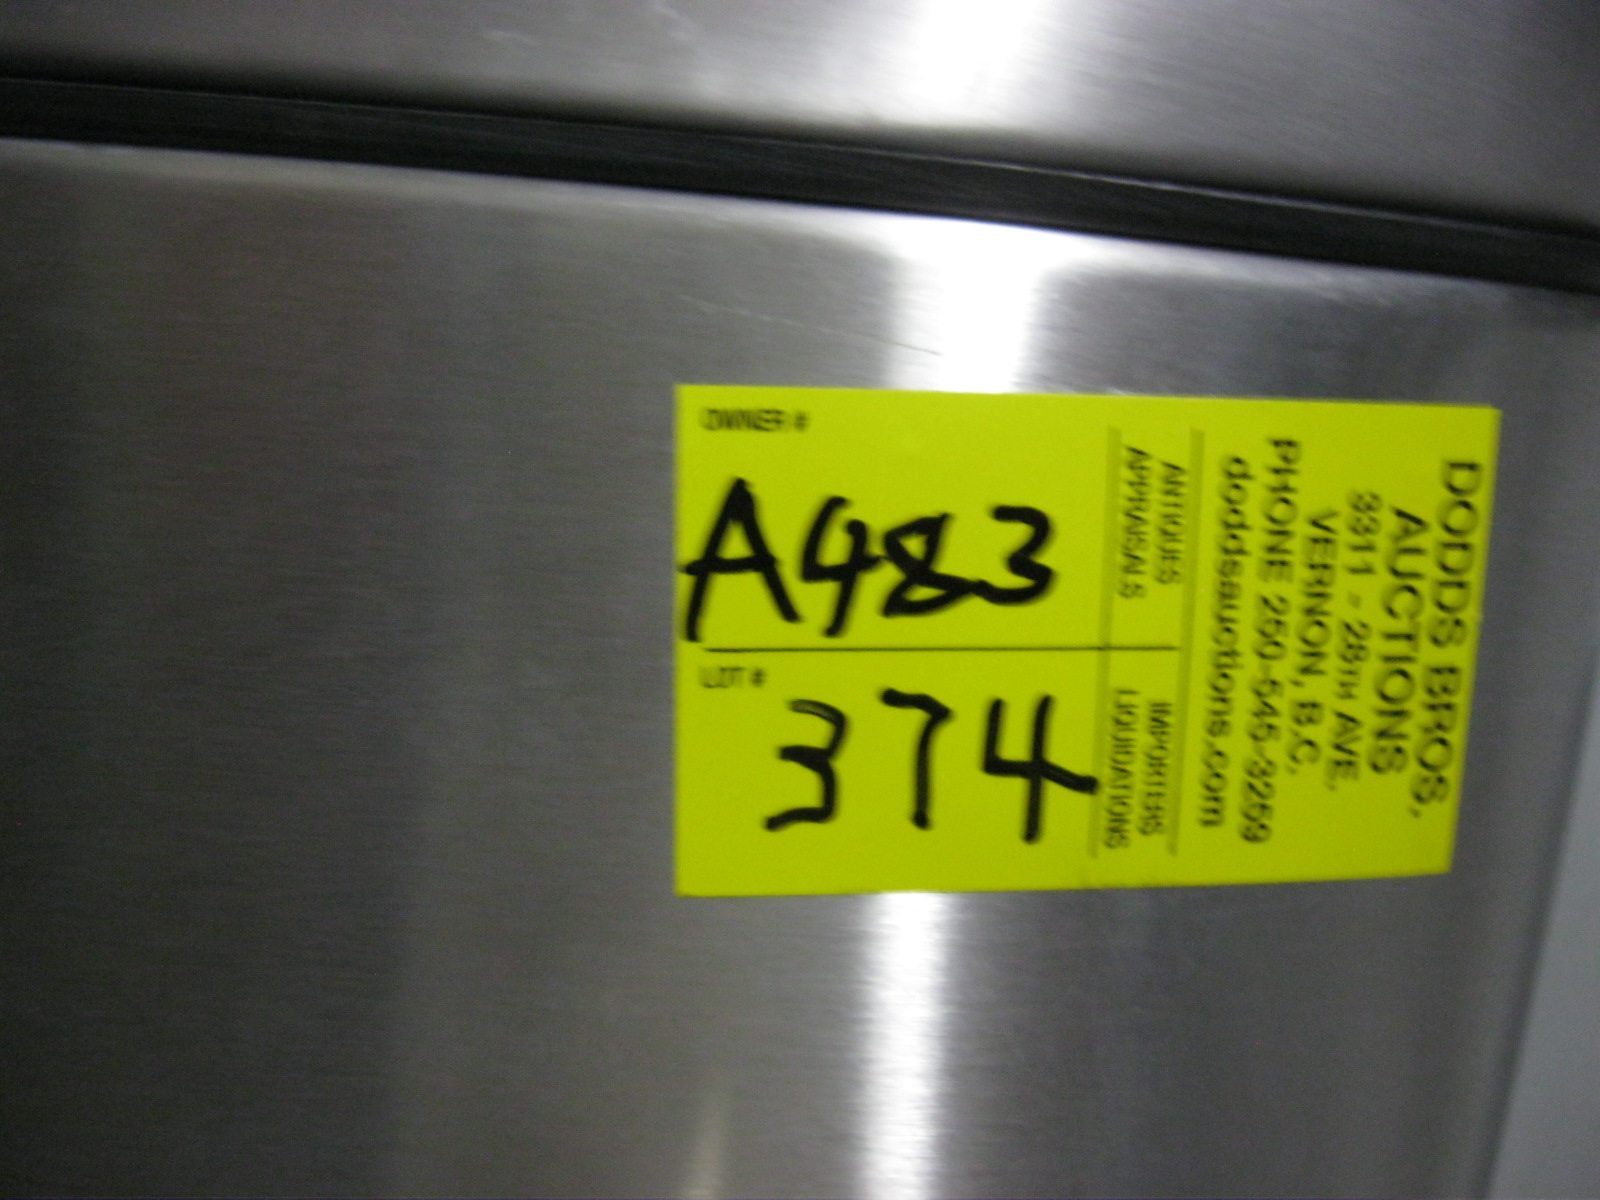 OWNER #
A483
LOT #
374
ANTIQUES
APPRAISALS
IMPORTERS
LIQUIDATIONS
DODDS BROS.
AUCTIONS
3311 - 28TH AVE.
VERNON, B.C.
PHONE 250-545-3259
doddsauctions.com